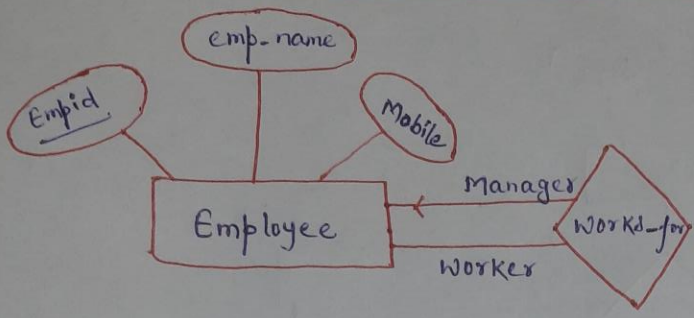 emp-name
Empid
Mobile
Manager
Employee
Works-for
Worker